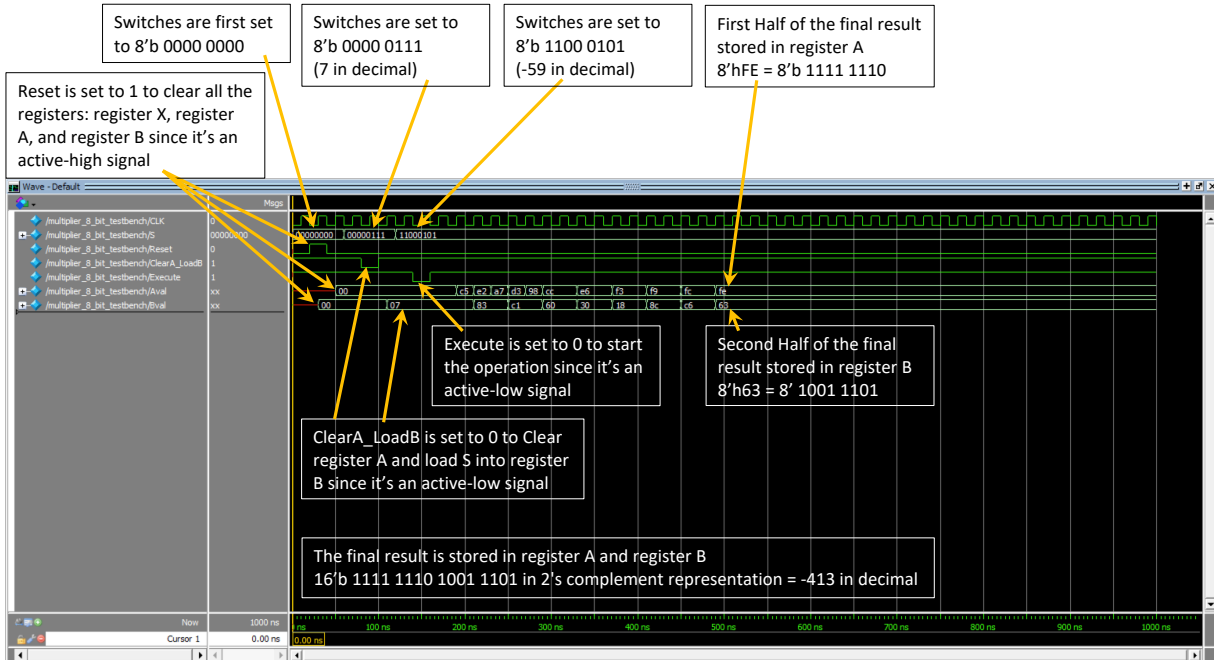 Switches are first set
to 8'b 0000 0000
Switches are set to
8'b 0000 0111
(7 in decimal)
Switches are set to
8'b 1100 0101
(-59 in decimal)
First Half of the final result
stored in register A
8'hFE = 8'b 1111 1110
Reset is set to 1 to clear all the
registers: register X, register
A, and register B since it's an
active-high signal
Wave - Default
Msgs
/multiplier_8_bit_testbench/CLK 0
/multiplier_8_bit_testbench/S 00000000 00000000 00000111 11000101
/multiplier_8_bit_testbench/Reset 0
/multiplier_8_bit_testbench/ClearA_LoadB 1
/multiplier_8_bit_testbench/Execute 1
/multiplier_8_bit_testbench/Aval xx 00 c5 e2 a7 d3 98 cc e6 f3 f9 fc fe
/multiplier_8_bit_testbench/Bval xx 00 07 83 c1 60 30 18 8c c6 63
Execute is set to 0 to start
the operation since it's an
active-low signal
Second Half of the final
result stored in register B
8'h63 = 8' 1001 1101
ClearA_LoadB is set to 0 to Clear
register A and load S into register
B since it's an active-low signal
The final result is stored in register A and register B
16'b 1111 1110 1001 1101 in 2's complement representation = -413 in decimal
Now 1000 ns ns 100 ns 200 ns 300 ns 400 ns 500 ns 600 ns 700 ns 800 ns 900 ns 1000 ns
Cursor 1 0.00 ns 0.00 ns